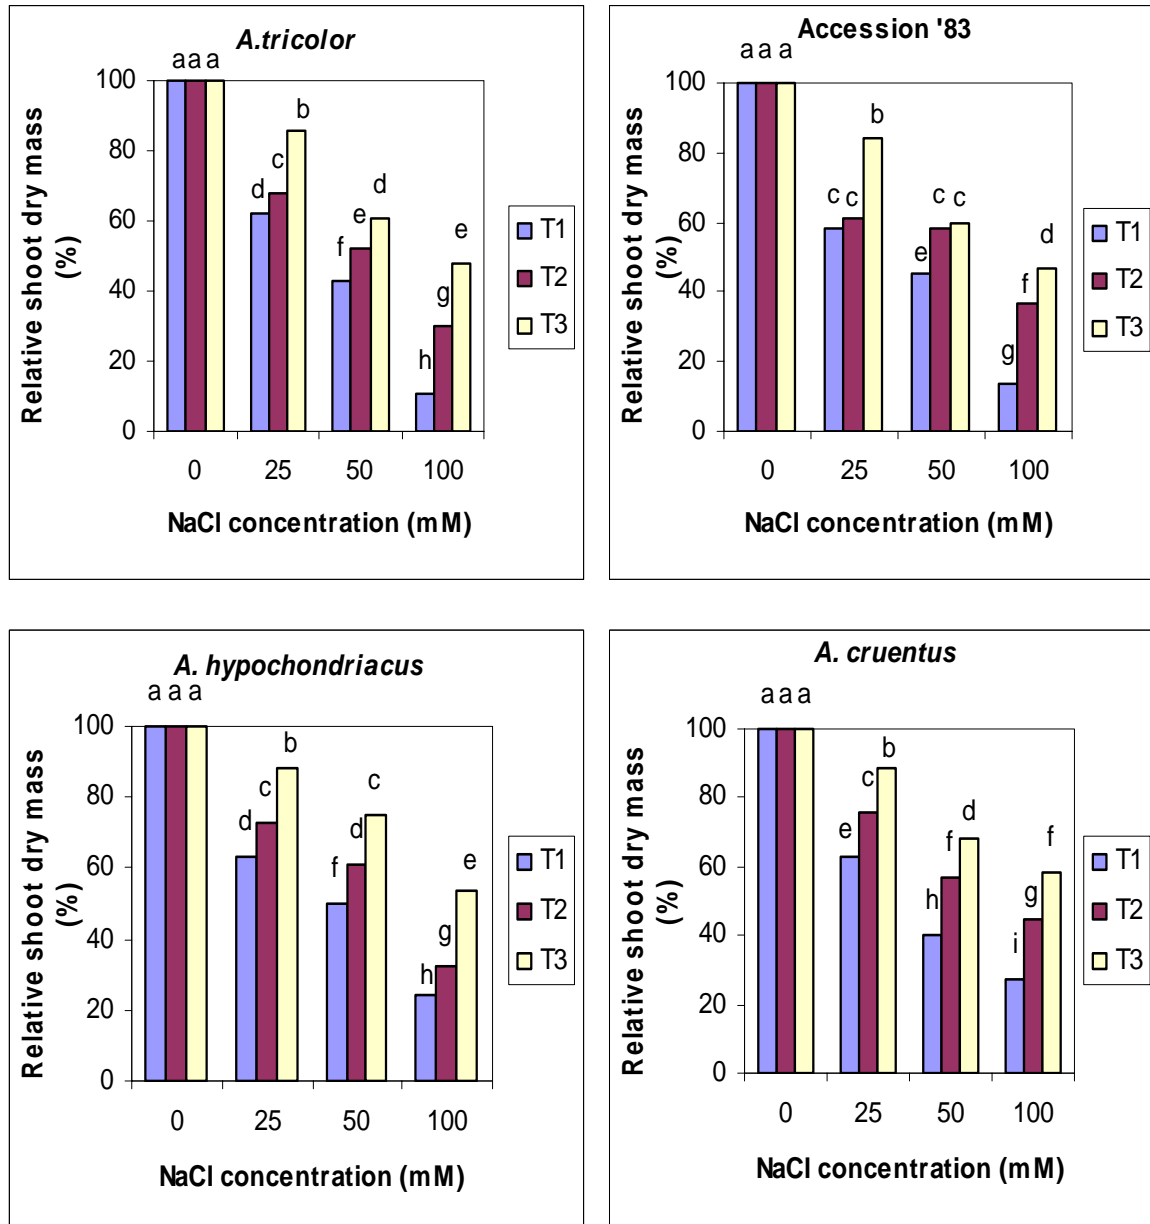 A.tricolor
a a a
100
80
60
40
20
0
b
c
d
d
e
f
e
g
h
0 25 50 100
NaCl concentration (mM)
Relative shoot dry mass
(%)
T1
T2
T3
Accession '83
a a a
100
80
60
40
20
0
b
c c
c c
e
d
f
g
0 25 50 100
NaCl concentration (mM)
Relative shoot dry mass
(%)
T1
T2
T3
A. hypochondriacus
a a a
100
80
60
40
20
0
b
c
d
c
d
f
e
g
h
0 25 50 100
NaCl concentration (mM)
Relative shoot dry mass
(%)
T1
T2
T3
A. cruentus
a a a
100
80
60
40
20
0
b
c
e
d
f
h
f
g
i
0 25 50 100
NaCl concentration (mM)
Relative shoot dry mass
(%)
T1
T2
T3